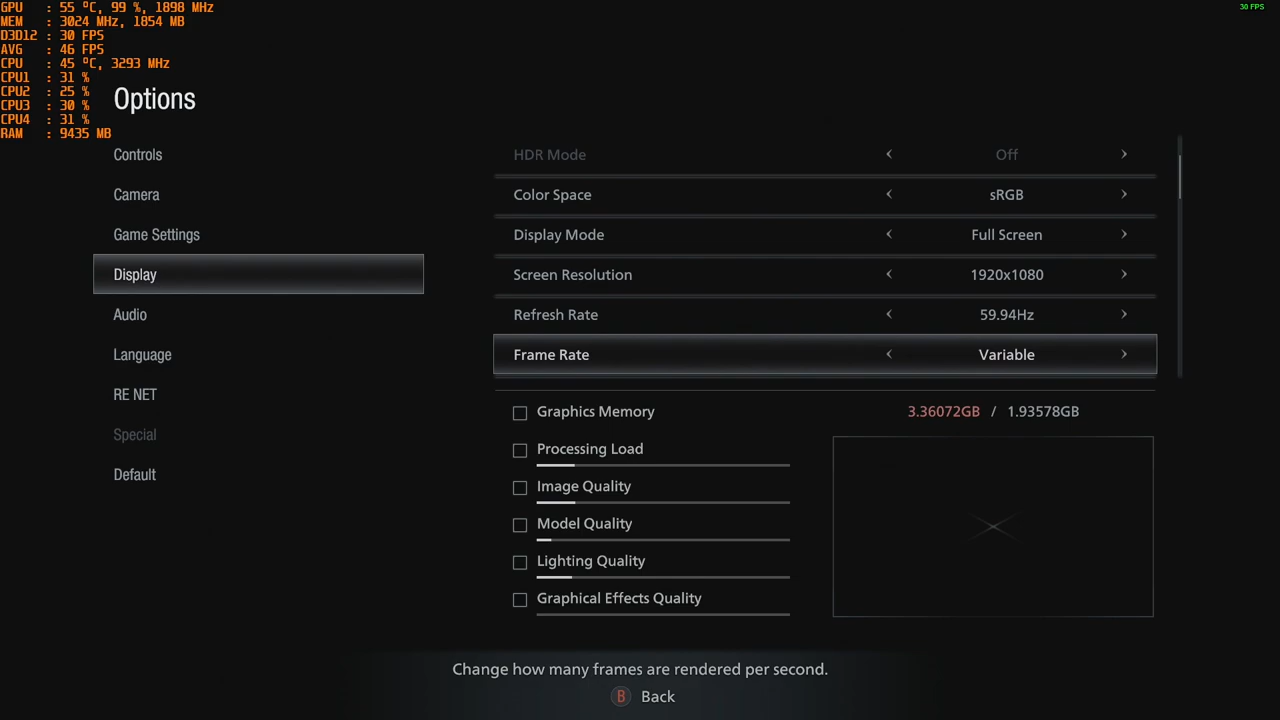 GPU : 55 ºC, 99 %, 1898 MHz
MEM : 3024 MHz, 1854 MB
D3D12 : 30 FPS
AVG : 46 FPS
CPU : 45 ºC, 3293 MHz
CPU1 : 31 %
CPU2 : 25 %
CPU3 : 30 %
CPU4 : 31 %
RAM : 9435 MB
30 FPS
Options
Controls
Camera
Game Settings
Display
Audio
Language
RE NET
Special
Default
HDR Mode < Off >
Color Space < sRGB >
Display Mode < Full Screen >
Screen Resolution < 1920x1080 >
Refresh Rate < 59.94Hz >
Frame Rate < Variable >
Graphics Memory 3.36072GB / 1.93578GB
Processing Load
Image Quality
Model Quality
Lighting Quality
Graphical Effects Quality
Change how many frames are rendered per second.
B Back